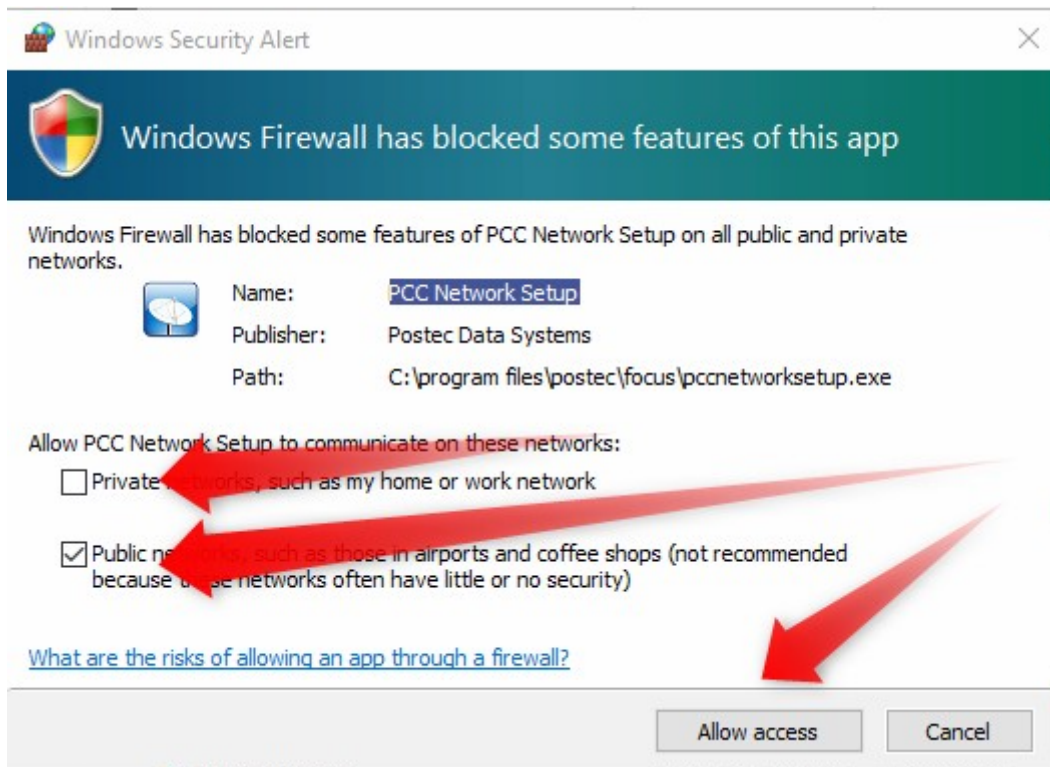 Windows Security Alert
Windows Firewall has blocked some features of this app
Windows Firewall has blocked some features of PCC Network Setup on all public and private
networks.
Name: PCC Network Setup
Publisher: Postec Data Systems
Path: C:\program files\postec\focus\pccnetworksetup.exe
Allow PCC Network Setup to communicate on these networks:
Private networks, such as my home or work network
Public networks, such as those in airports and coffee shops (not recommended
because these networks often have little or no security)
What are the risks of allowing an app through a firewall?
Allow access Cancel